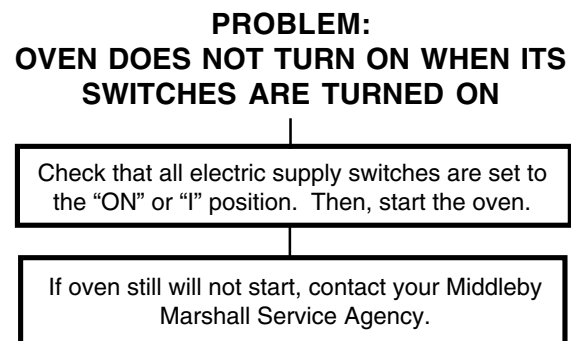 PROBLEM:
OVEN DOES NOT TURN ON WHEN ITS
SWITCHES ARE TURNED ON
Check that all electric supply switches are set to
the “ON” or “I” position. Then, start the oven.
If oven still will not start, contact your Middleby
Marshall Service Agency.